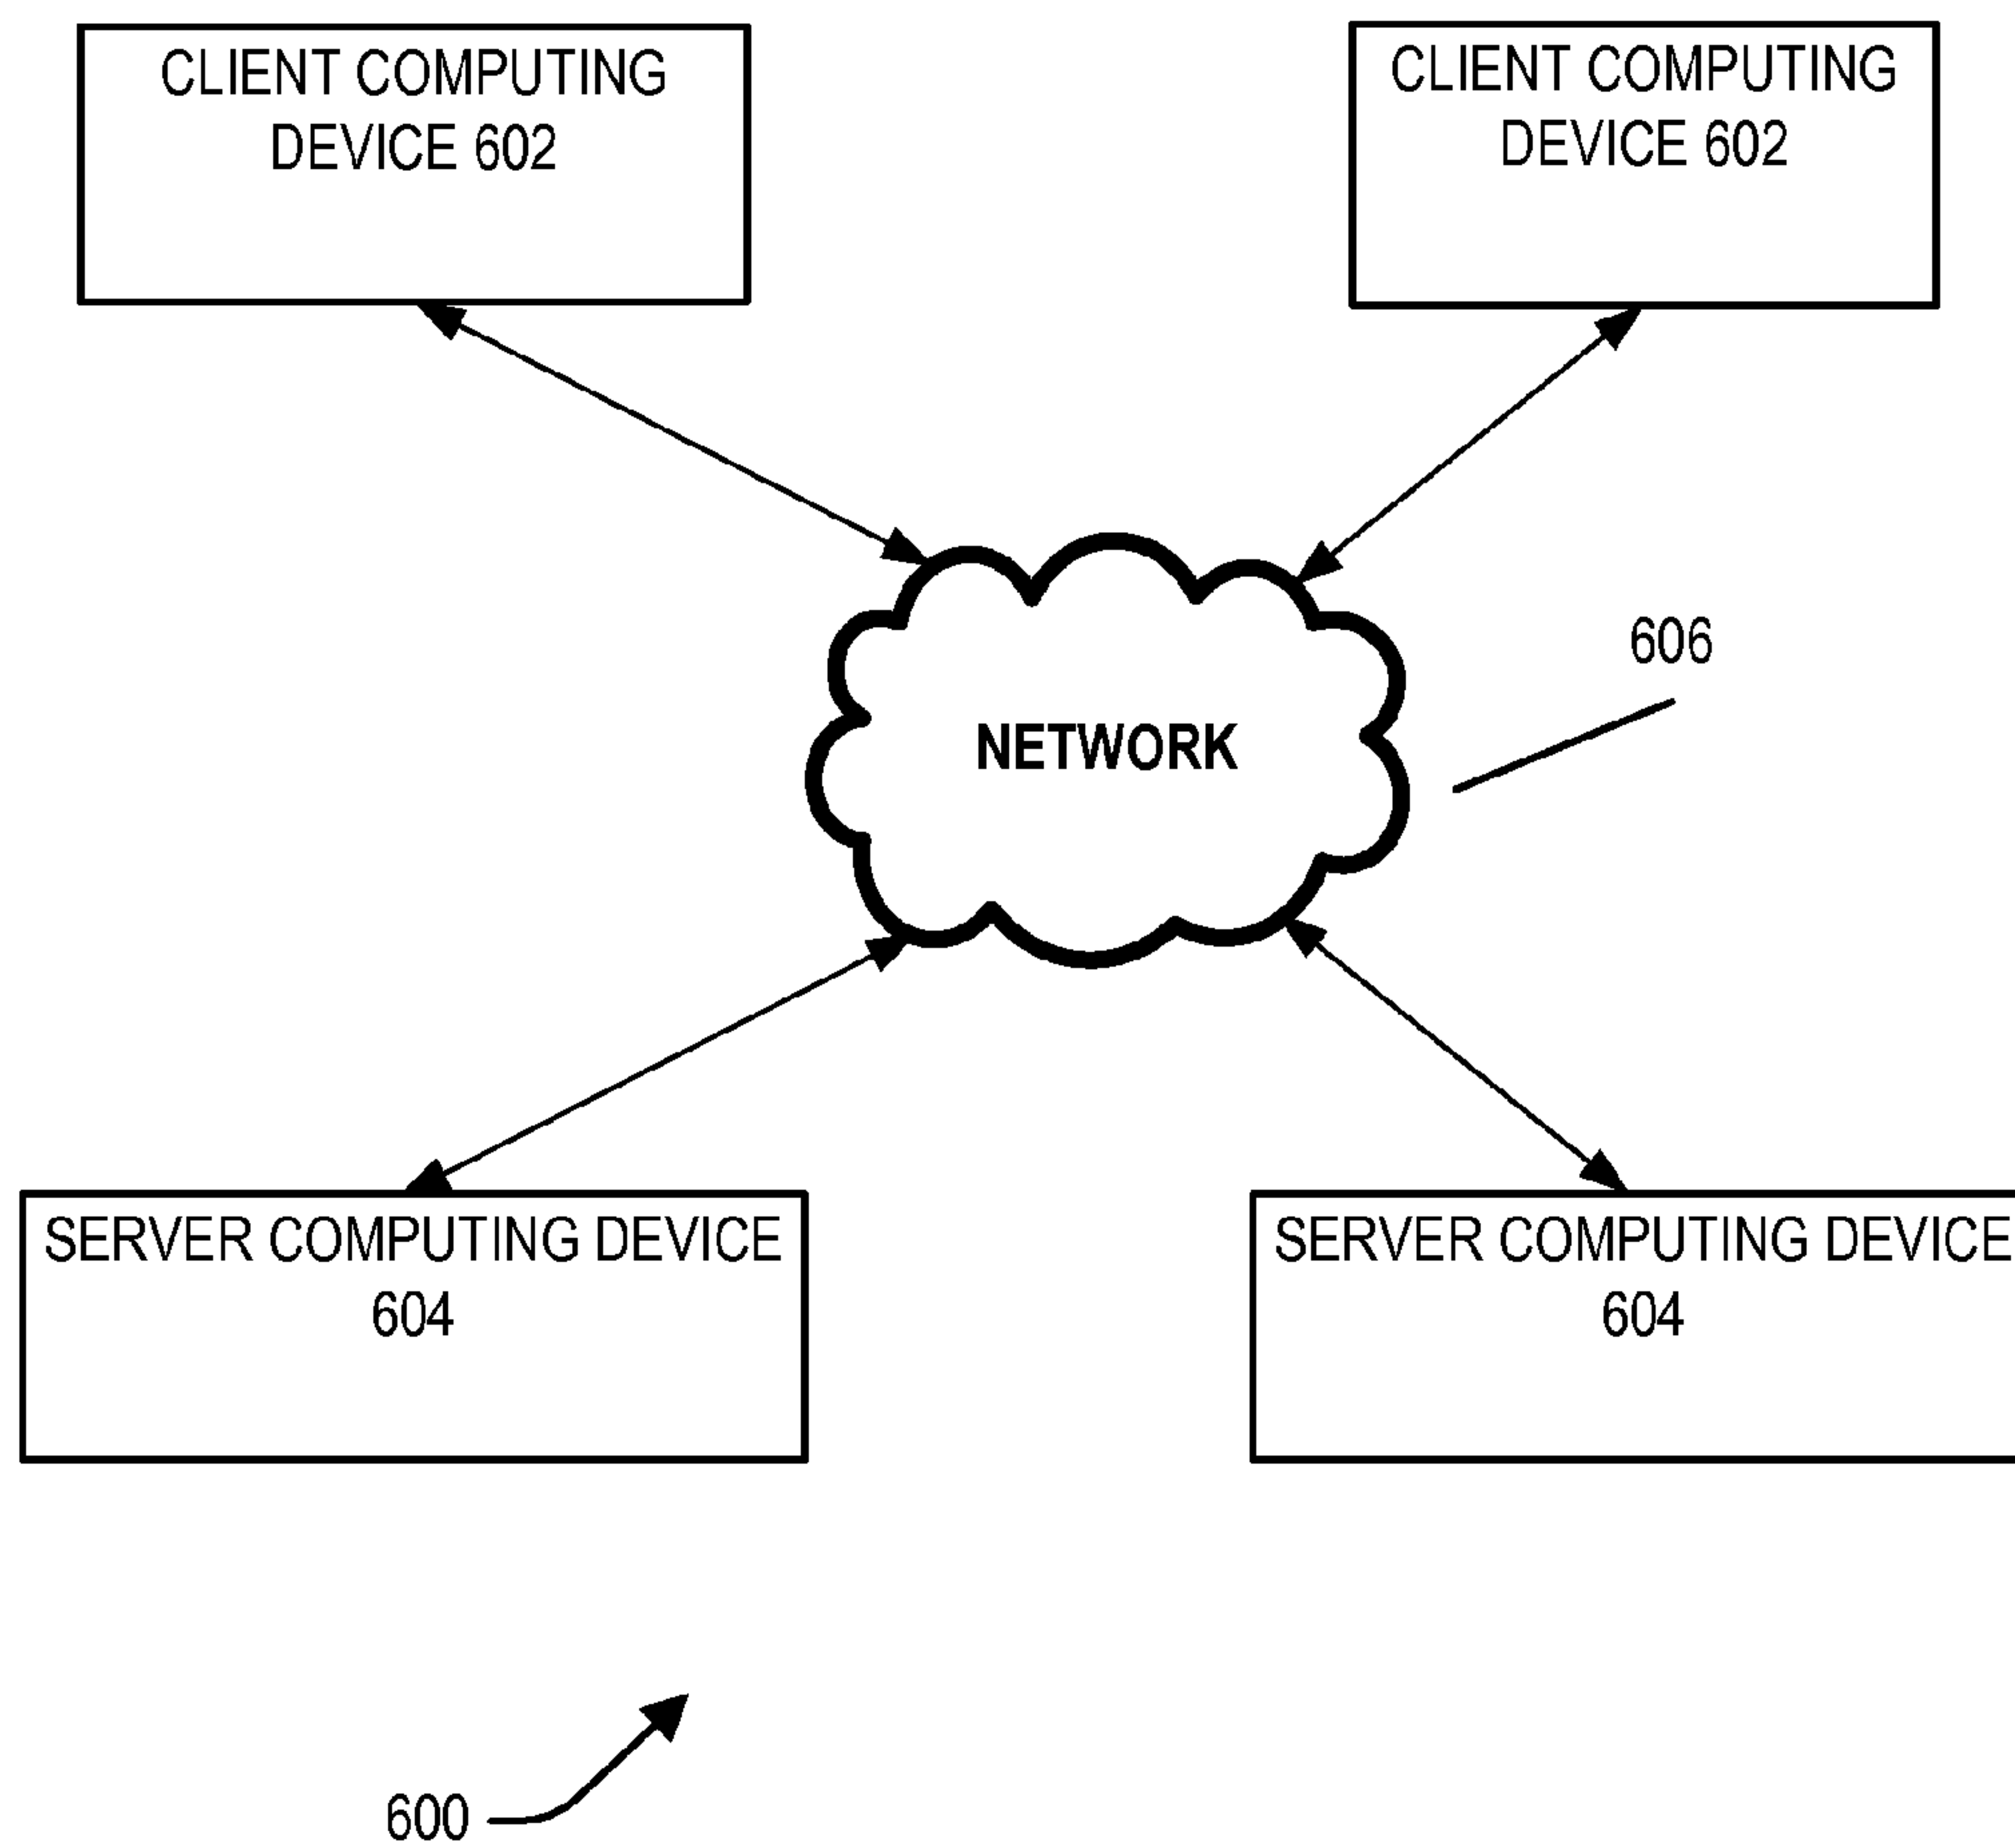 CLIENT COMPUTING
DEVICE 602
CLIENT COMPUTING
DEVICE 602
606
NETWORK
SERVER COMPUTING DEVICE
604
SERVER COMPUTING DEVICE
604
600